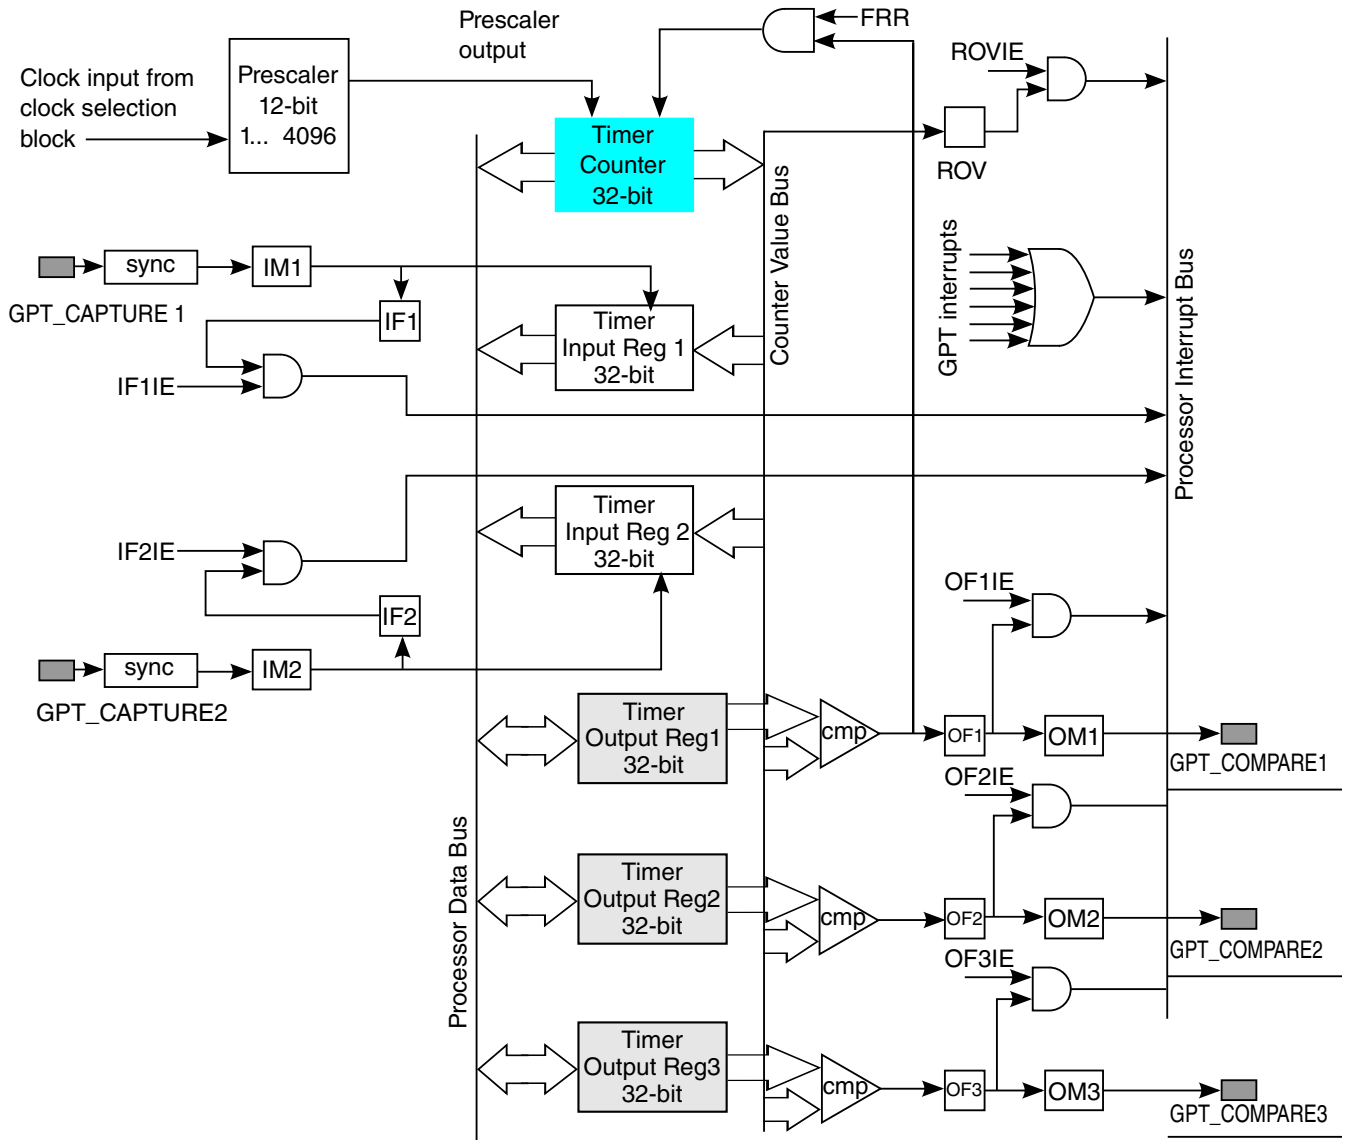 Prescaler
output
FRR
ROVIE
Clock input from
clock selection
block
Prescaler
12-bit
1... 4096
Timer
Counter
32-bit
ROV
Counter Value Bus
GPT interrupts
Processor Interrupt Bus
sync
IM1
GPT_CAPTURE 1
IF1
Timer
Input Reg 1
32-bit
IF1IE
Timer
Input Reg 2
32-bit
IF2IE
IF2
OF1IE
sync
IM2
GPT_CAPTURE2
Timer
Output Reg1
32-bit
cmp
OF1
OM1
GPT_COMPARE1
OF2IE
Processor Data Bus
Timer
Output Reg2
32-bit
cmp
OF2
OM2
GPT_COMPARE2
OF3IE
Timer
Output Reg3
32-bit
cmp
OF3
OM3
GPT_COMPARE3